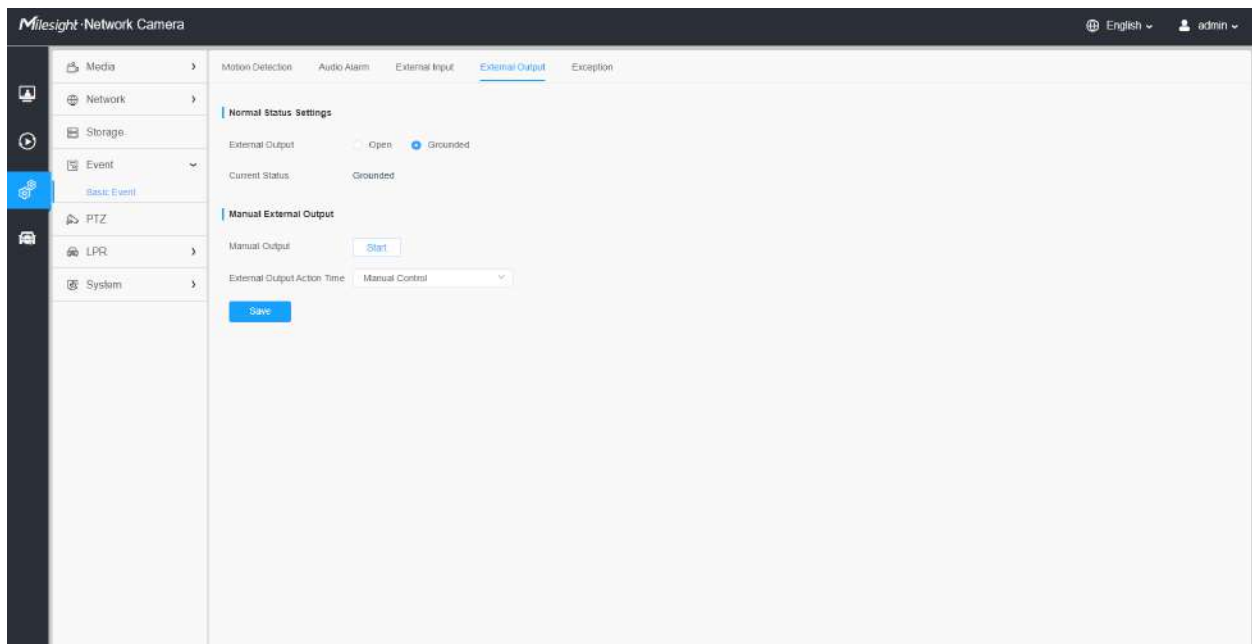 Milesight · Network Camera
English
admin
Media
Network
Storage
Event
Basic Event
PTZ
LPR
System
Motion Detection Audio Alarm External Input External Output Exception
Normal Status Settings
External Output Open Grounded
Current Status Grounded
Manual External Output
Manual Output Start
External Output Action Time Manual Control
Save